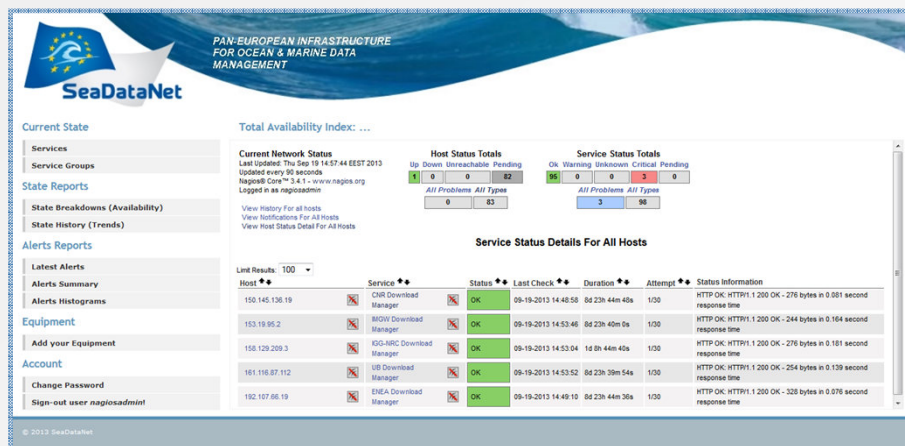 PAN-EUROPEAN INFRASTRUCTURE
FOR OCEAN & MARINE DATA
MANAGEMENT
SeaDataNet
Current State
Services
Service Groups
State Reports
State Breakdowns (Availability)
State History (Trends)
Alerts Reports
Latest Alerts
Alerts Summary
Alerts Histograms
Equipment
Add your Equipment
Account
Change Password
Sign-out user nagiosadmin!
Total Availability Index: ...
Current Network Status
Last Updated: Thu Sep 19 14:57:44 EEST 2013
Updated every 90 seconds
Nagios® Core™ 3.4.1 - www.nagios.org
Logged in as nagiosadmin
View History For all hosts
View Notifications For All Hosts
View Host Status Detail For All Hosts
Host Status Totals
Up Down Unreachable Pending
1 0 0 82
All Problems All Types
0 83
Service Status Totals
Ok Warning Unknown Critical Pending
95 0 0 3 0
All Problems All Types
3 98
Service Status Details For All Hosts
Limit Results: 100
Host Service Status Last Check Duration Attempt Status Information
150.145.136.19 CNR Download Manager OK 09-19-2013 14:48:58 8d 23h 44m 48s 1/30 HTTP OK: HTTP/1.1 200 OK - 276 bytes in 0.081 second response time
153.19.95.2 IMGW Download Manager OK 09-19-2013 14:53:46 8d 23h 40m 0s 1/30 HTTP OK: HTTP/1.1 200 OK - 244 bytes in 0.164 second response time
158.129.209.3 IGG-NRC Download Manager OK 09-19-2013 14:53:04 1d 8h 44m 40s 1/30 HTTP OK: HTTP/1.1 200 OK - 276 bytes in 0.181 second response time
161.116.87.112 UB Download Manager OK 09-19-2013 14:53:52 8d 23h 39m 54s 1/30 HTTP OK: HTTP/1.1 200 OK - 254 bytes in 0.139 second response time
192.107.66.19 ENEA Download Manager OK 09-19-2013 14:49:10 8d 23h 44m 36s 1/30 HTTP OK: HTTP/1.1 200 OK - 328 bytes in 0.076 second response time
© 2013 SeaDataNet